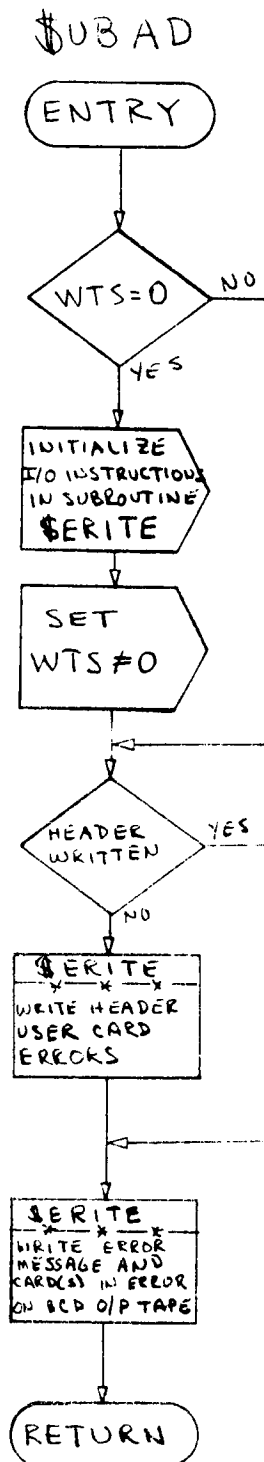 $UBAD
ENTRY
WTS=0
NO
YES
INITIALIZE
I/O INSTRUCTIONS
IN SUBROUTINE
$ERITE
SET
WTS≠0
HEADER
WRITTEN
YES
NO
$ERITE
WRITE HEADER
USER CARD
ERRORS
$ERITE
WRITE ERROR
MESSAGE AND
CARD(S) IN ERROR
ON BCD O/P TAPE
RETURN